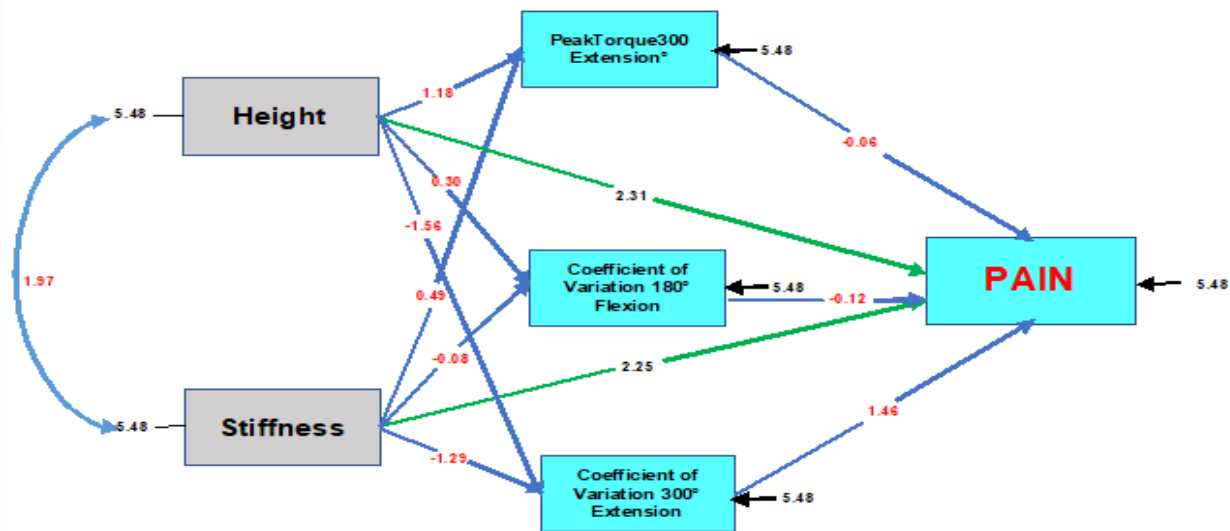 PeakTorque300
Extension°
5.48
5.48
Height
1.18
-0.06
0.30
2.31
-1.56
Coefficient of
Variation 180°
Flexion
5.48
-0.12
PAIN
5.48
1.97
0.49
-0.08
2.25
5.48
Stiffness
1.46
-1.29
Coefficient of
Variation 300°
Extension
5.48